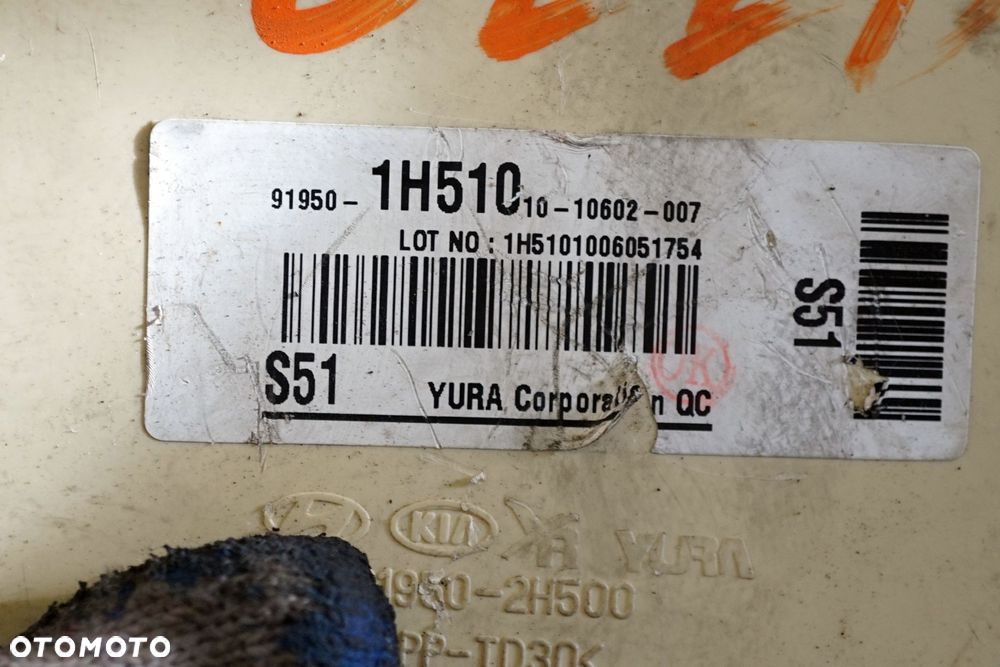 91950 - 1H510 10-10602-007
LOT NO : 1H5101006051754
S51
S51
YURA Corporation QC
OK
KIA YURA
1950-2H500
PP-TD30<
OTOMOTO